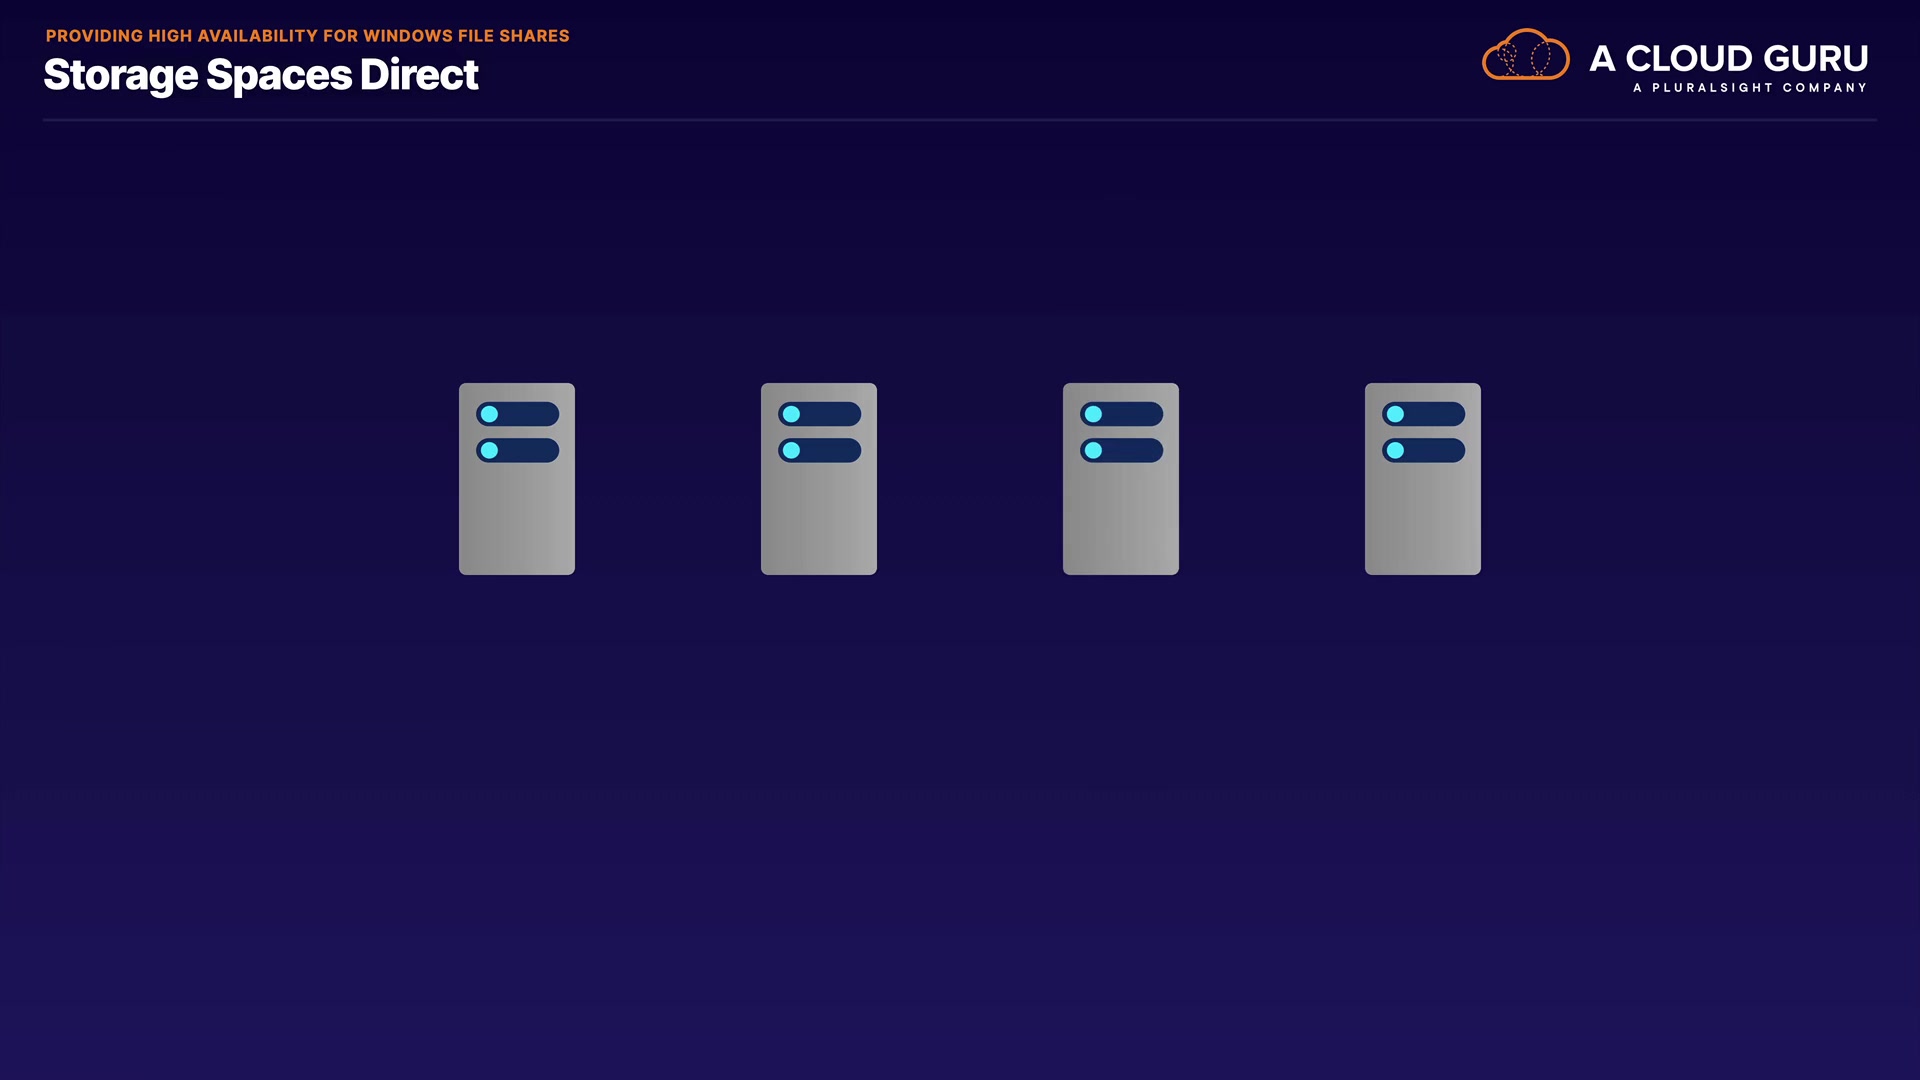 PROVIDING HIGH AVAILABILITY FOR WINDOWS FILE SHARES
Storage Spaces Direct
A CLOUD GURU
A PLURALSIGHT COMPANY